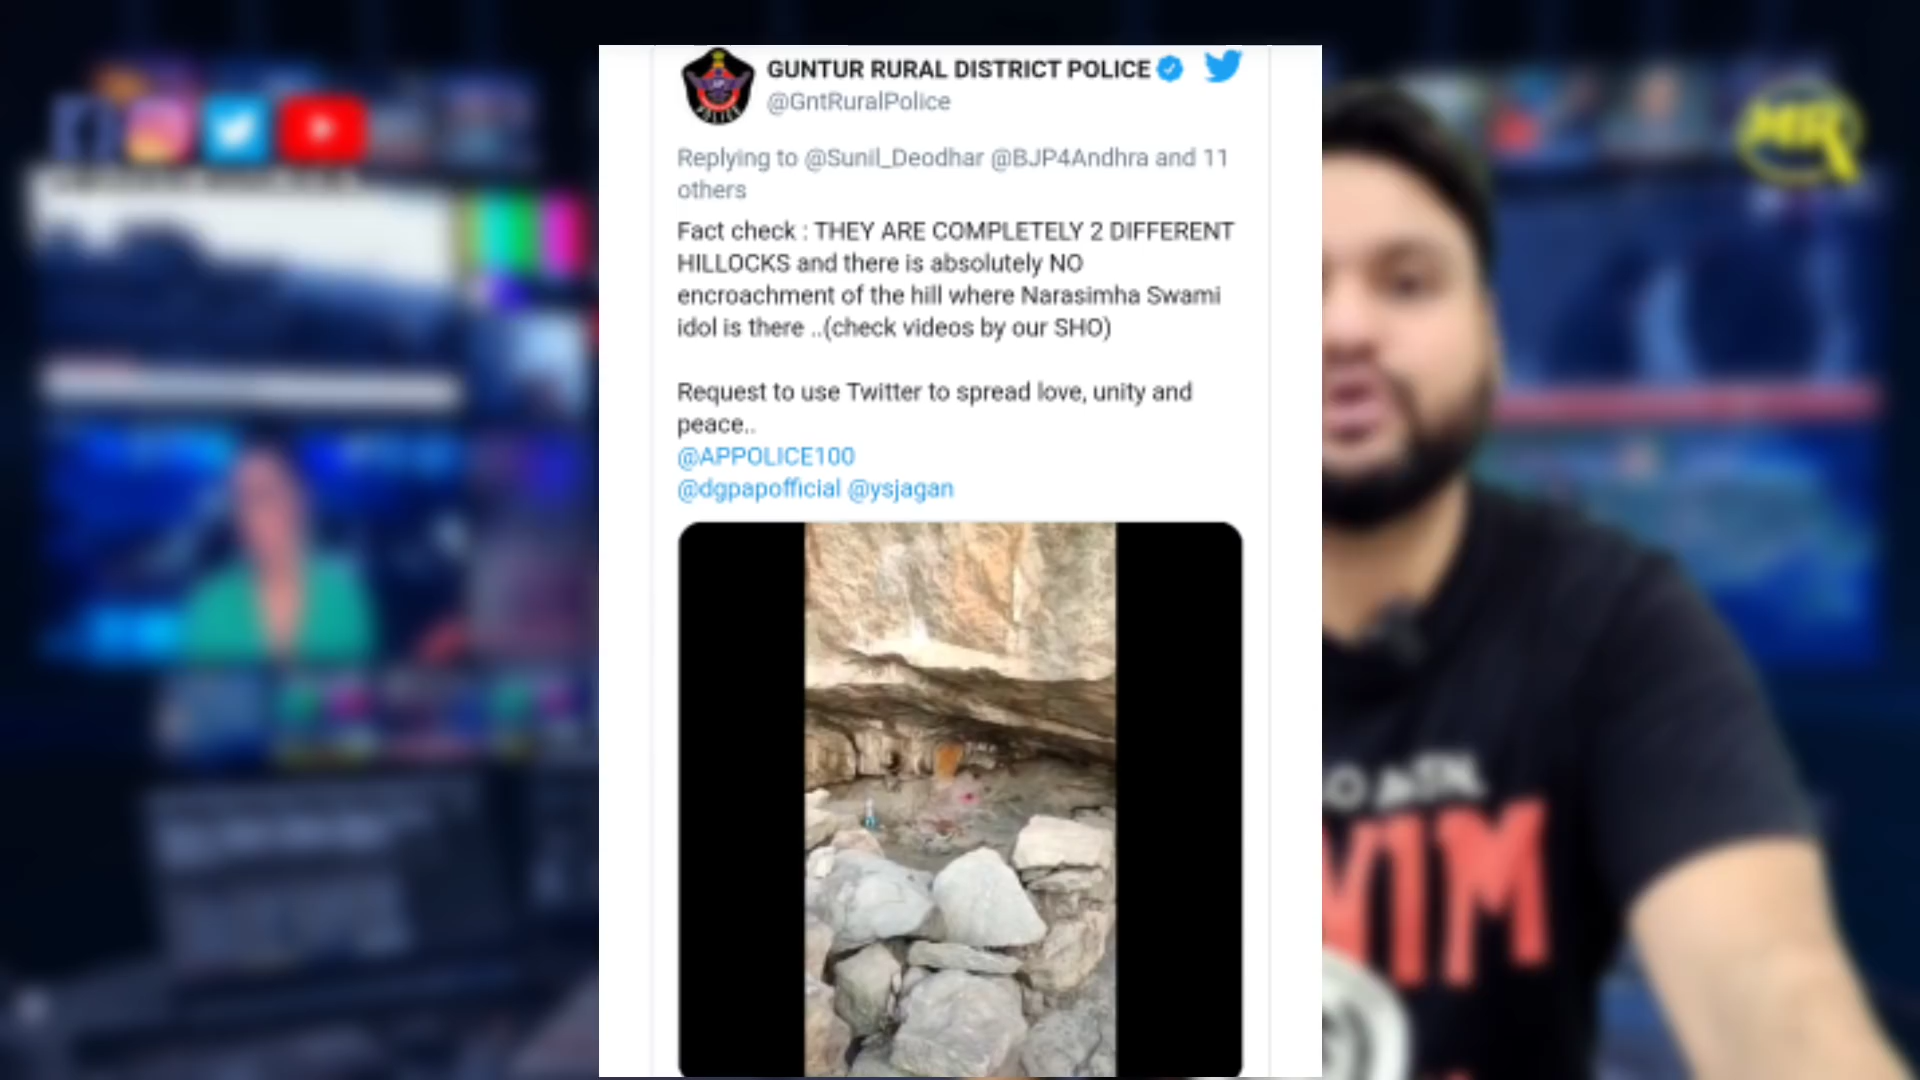 GUNTUR RURAL DISTRICT POLICE
@GntRuralPolice
Replying to @Sunil_Deodhar @BJP4Andhra and 11
others
Fact check : THEY ARE COMPLETELY 2 DIFFERENT
HILLOCKS and there is absolutely NO
encroachment of the hill where Narasimha Swami
idol is there ..(check videos by our SHO)
Request to use Twitter to spread love, unity and
peace..
@APPOLICE100
@dgpapofficial @ysjagan
POLICE